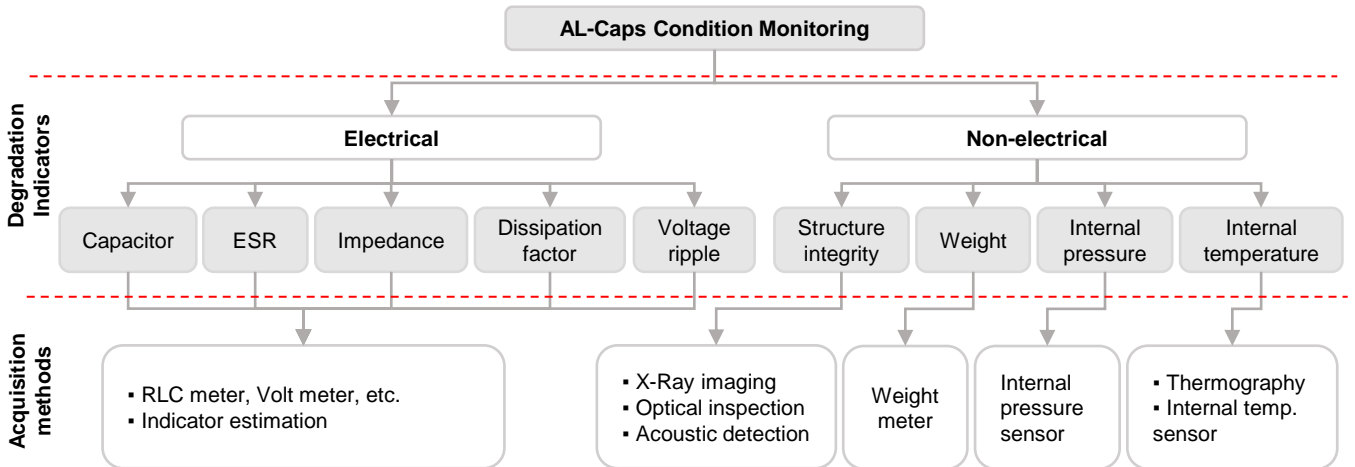 AL-Caps Condition Monitoring
Degradation
Indicators
Electrical
Non-electrical
Capacitor
ESR
Impedance
Dissipation
factor
Voltage
ripple
Structure
integrity
Weight
Internal
pressure
Internal
temperature
Acquisition
methods
▪ RLC meter, Volt meter, etc.
▪ Indicator estimation
▪ X-Ray imaging
▪ Optical inspection
▪ Acoustic detection
Weight
meter
Internal
pressure
sensor
▪ Thermography
▪ Internal temp.
sensor